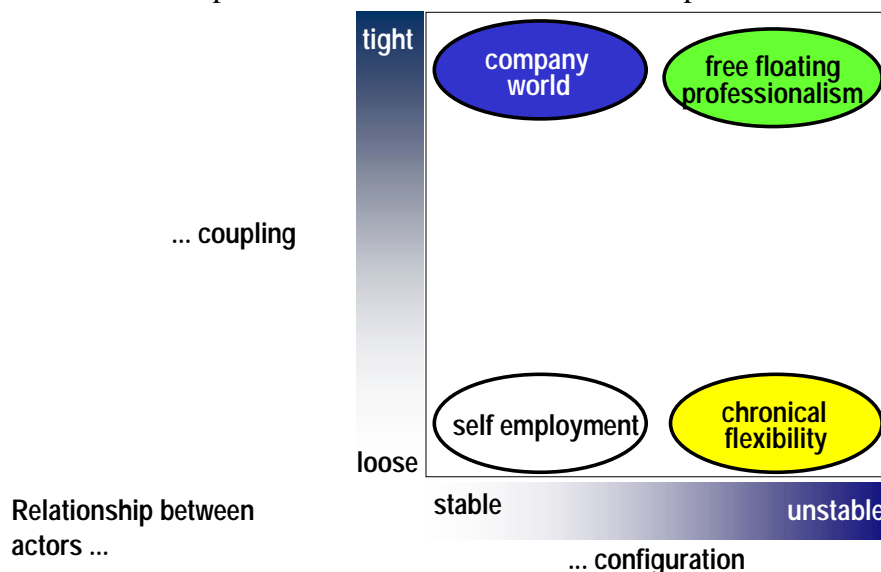 tight
company
world
free floating
professionalism
... coupling
self employment
chronical
flexibility
loose
stable
unstable
Relationship between
actors ...
... configuration